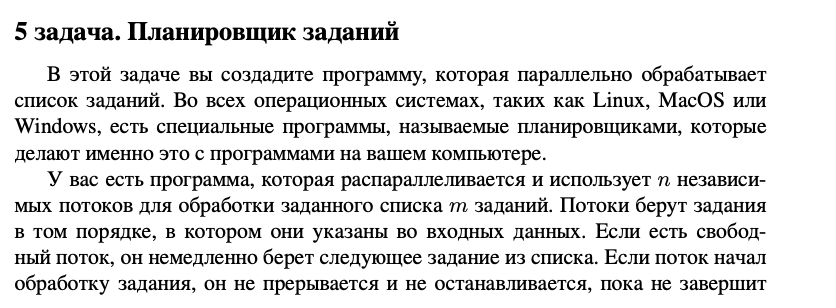 5 задача. Планировщик заданий
В этой задаче вы создадите программу, которая параллельно обрабатывает
список заданий. Во всех операционных системах, таких как Linux, MacOS или
Windows, есть специальные программы, называемые планировщиками, которые
делают именно это с программами на вашем компьютере.
У вас есть программа, которая распараллеливается и использует n независи-
мых потоков для обработки заданного списка m заданий. Потоки берут задания
в том порядке, в котором они указаны во входных данных. Если есть свобод-
ный поток, он немедленно берет следующее задание из списка. Если поток начал
обработку задания, он не прерывается и не останавливается, пока не завершит